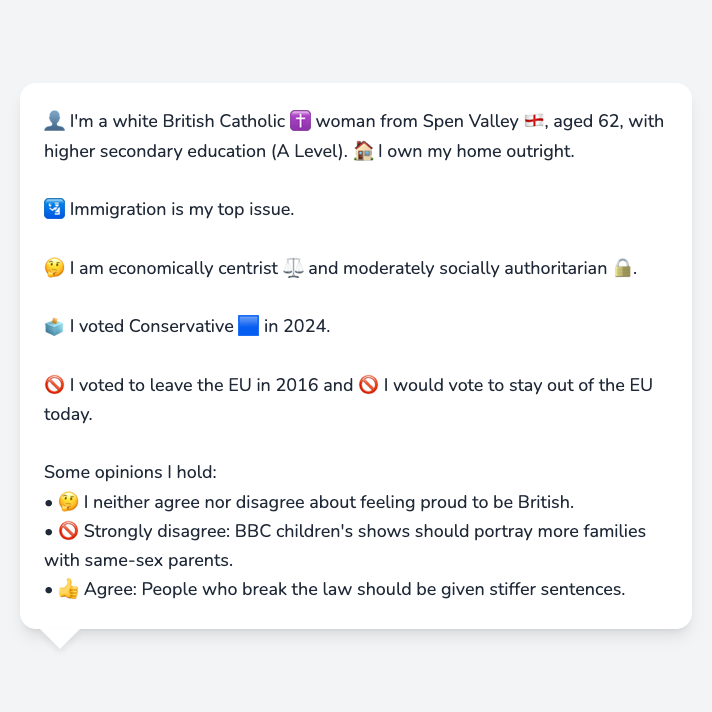 👤 I'm a white British Catholic ✝️ woman from Spen Valley 🏴󠁧󠁢󠁥󠁮󠁧󠁿, aged 62, with
higher secondary education (A Level). 🏠 I own my home outright.
🛂 Immigration is my top issue.
🤔 I am economically centrist ⚖️ and moderately socially authoritarian 🔒.
🗳️ I voted Conservative 🟦 in 2024.
🚫 I voted to leave the EU in 2016 and 🚫 I would vote to stay out of the EU
today.
Some opinions I hold:
• 🤔 I neither agree nor disagree about feeling proud to be British.
• 🚫 Strongly disagree: BBC children's shows should portray more families
with same-sex parents.
• 👍 Agree: People who break the law should be given stiffer sentences.